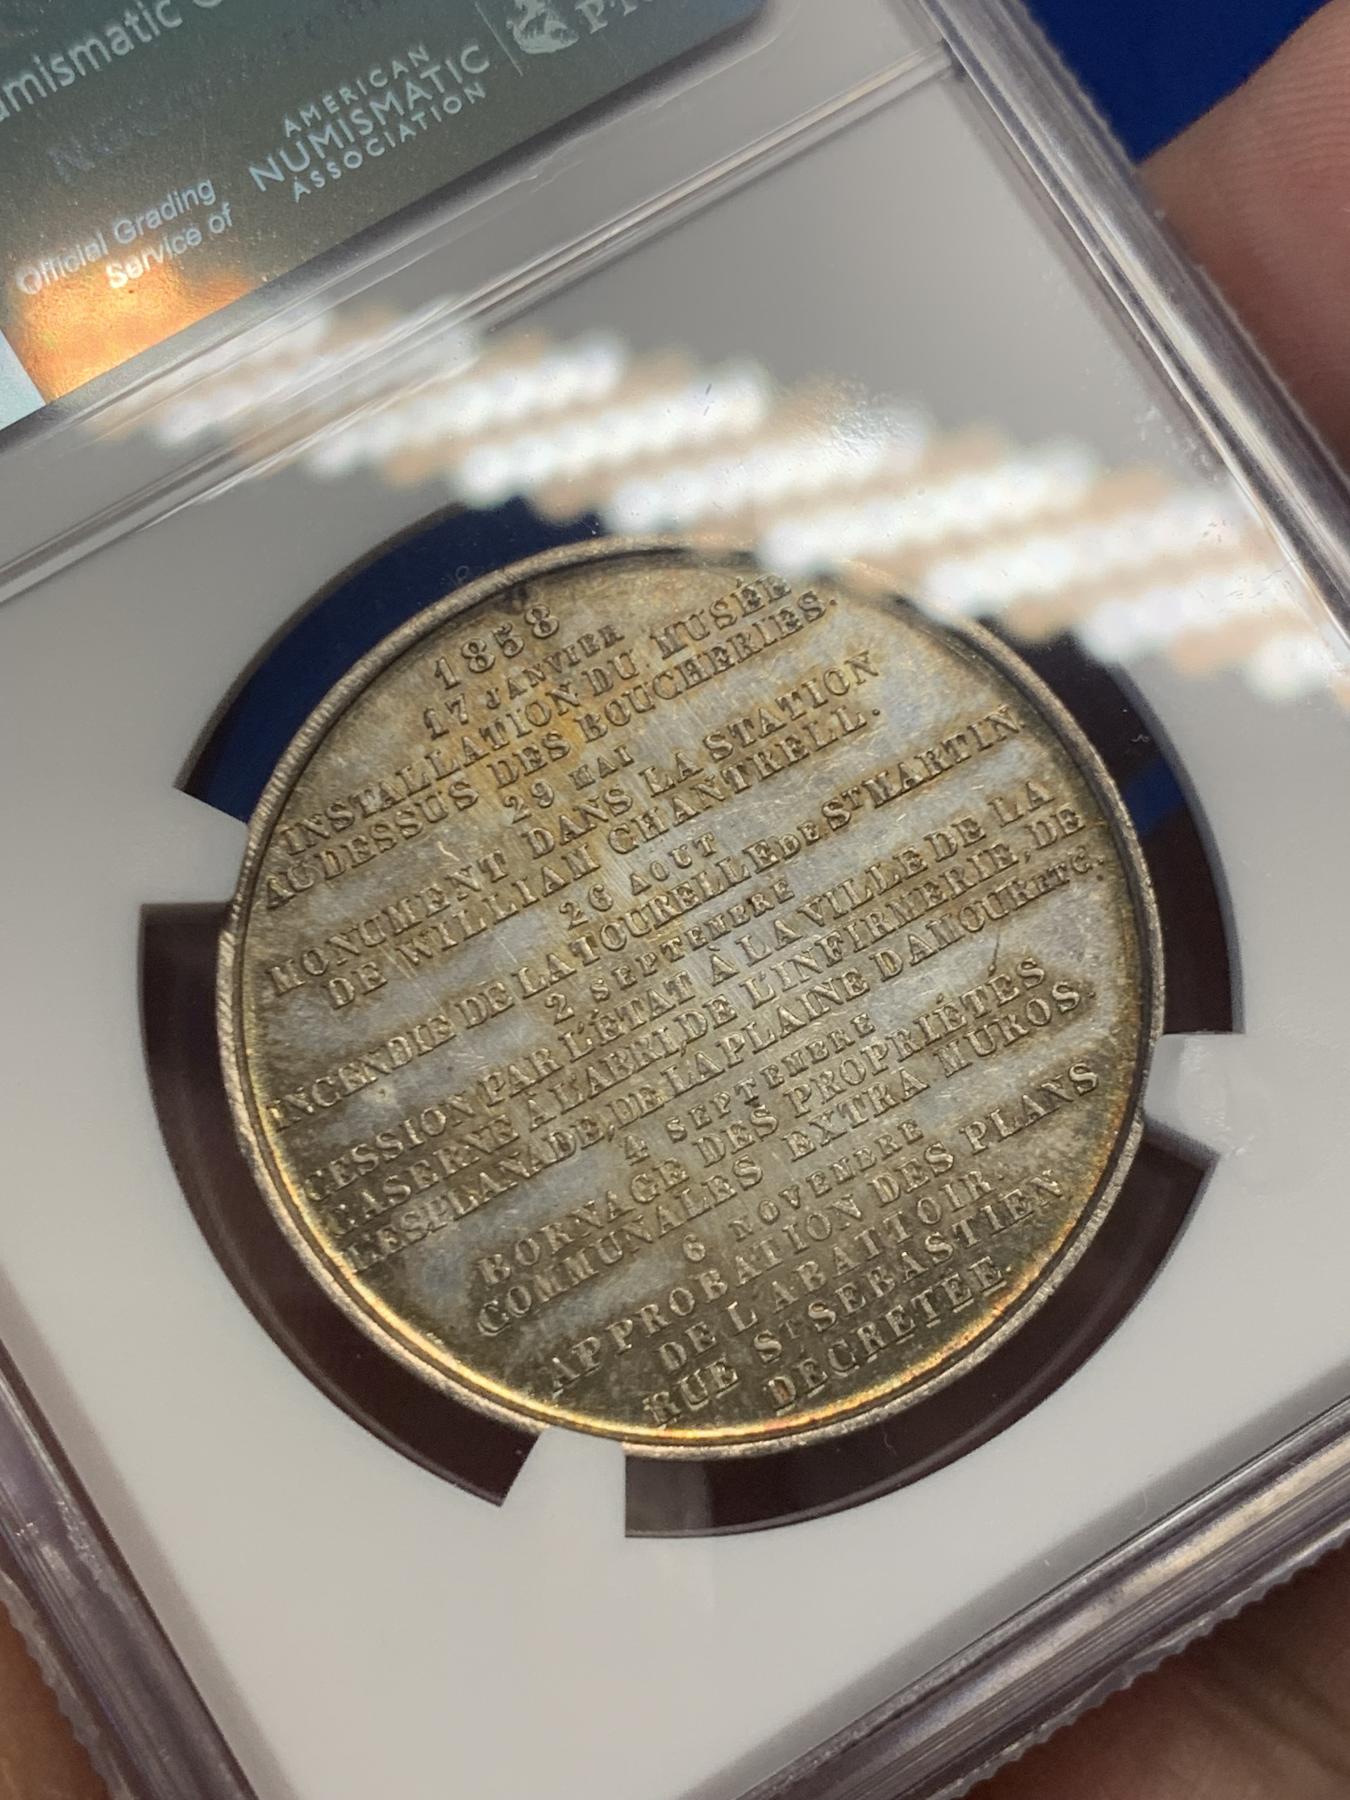 AMERICAN
NUMISMATIC
ASSOCIATION
Official Grading
Service of
1858
17 JANVIER
INSTALLATION DU MUSÉE
AUDESSUS DES BOUCHERIES.
29 MAI
MONUMENT DANS LA STATION
DE WILLIAM CHANTRELL.
26 AOUT
INCENDIE DE LA TOURELLE DE ST MARTIN.
2 SEPTEMBRE
CESSION PAR L'ÉTAT À LA VILLE DE LA
CASERNE A L'ABRI DE L'INFIRMERIE, DE
L'ESPLANADE, DE LA PLAINE DAMOUR ETC.
4 SEPTEMBRE
BORNAGE DES PROPRIÉTÉS
COMMUNALES EXTRA MUROS.
6 NOVEMBRE
APPROBATION DES PLANS
DE L'ABATTOIR.
RUE ST SEBASTIEN
DÉCRETÉE.